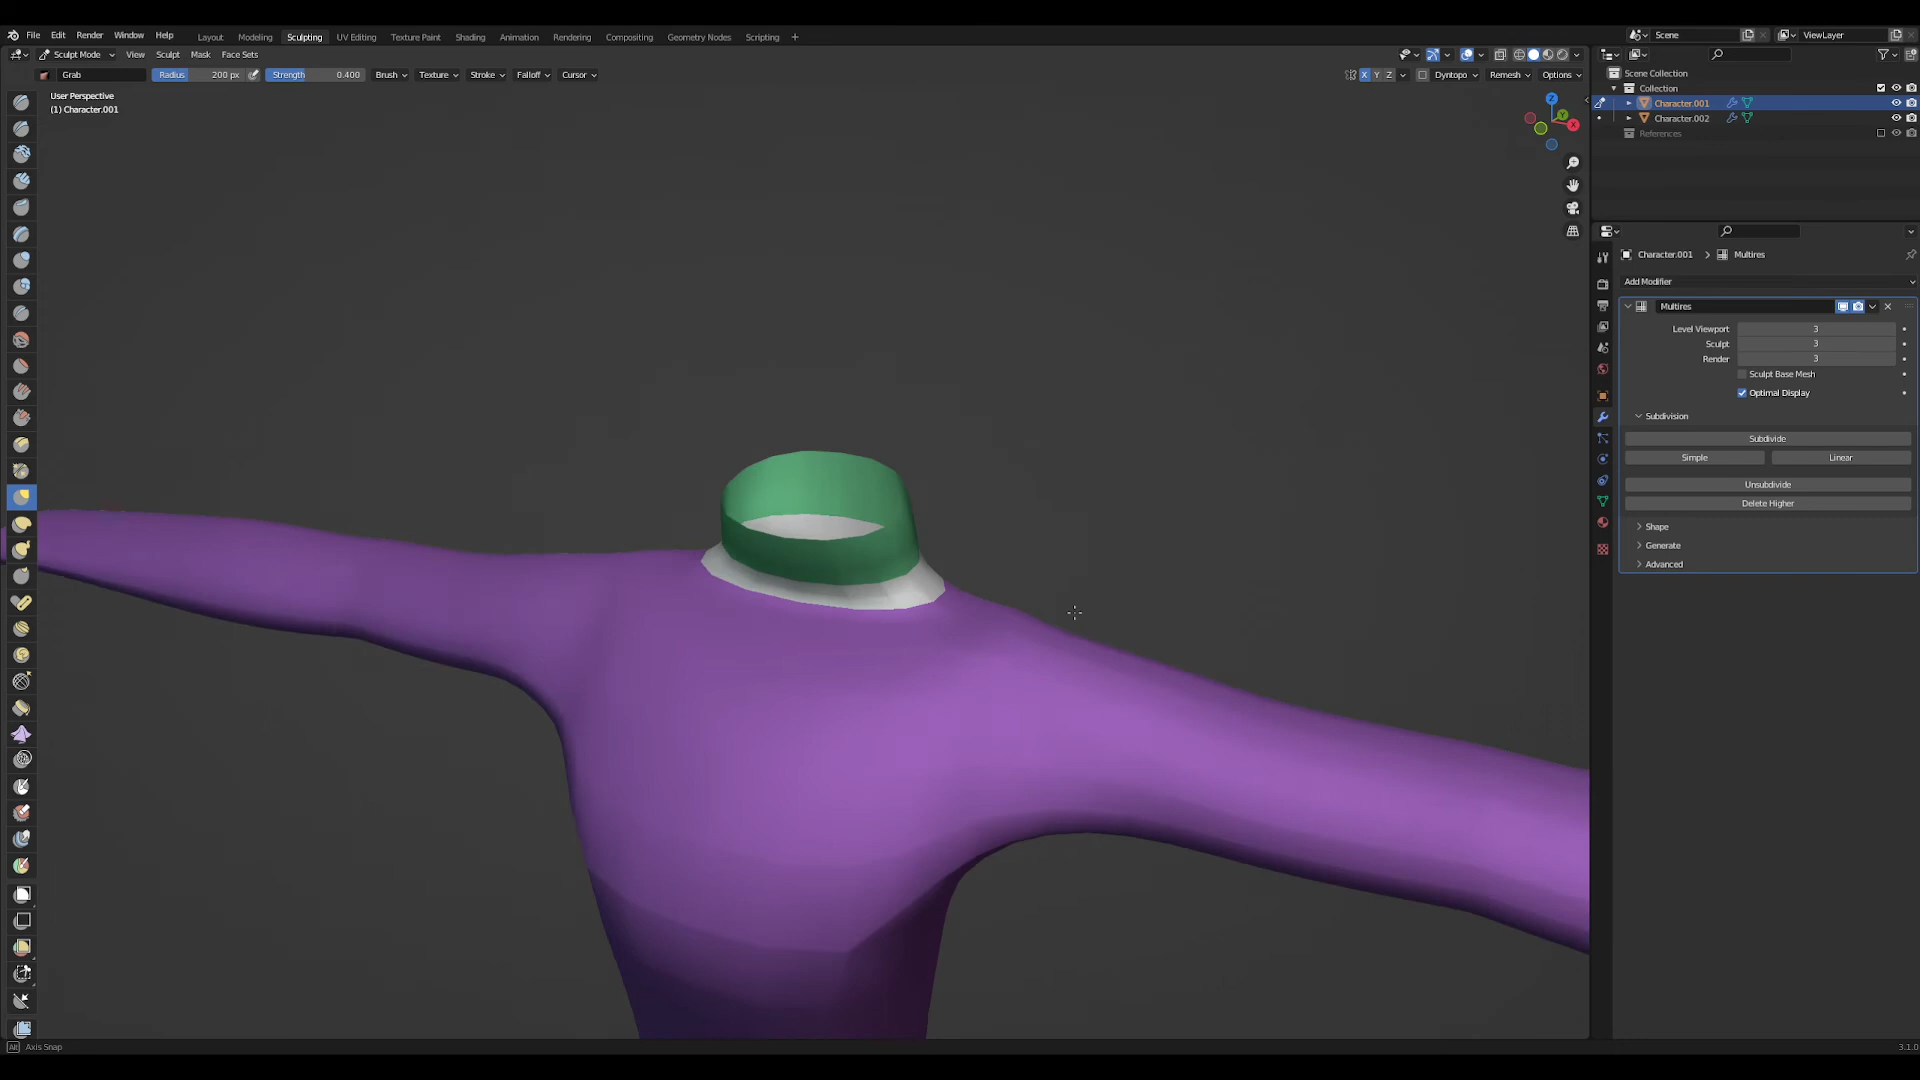 File Edit Render Window Help Layout Modeling Sculpting UV Editing Texture Paint Shading Animation Rendering Compositing Geometry Nodes Scripting + Scene ViewLayer
Sculpt Mode View Sculpt Mask Face Sets
Grab Radius 200 px Strength 0.400 Brush Texture Stroke Falloff Cursor X Y Z Dyntopo Remesh Options
User Perspective
(1) Character.001
Z
Y
X
Scene Collection
Collection
Character.001
Character.002
References
Character.001 > Multires
Add Modifier
Multires
Level Viewport 3
Sculpt 3
Render 3
Sculpt Base Mesh
Optimal Display
Subdivision
Subdivide
Simple Linear
Unsubdivide
Delete Higher
Shape
Generate
Advanced
Alt Axis Snap 3.1.0